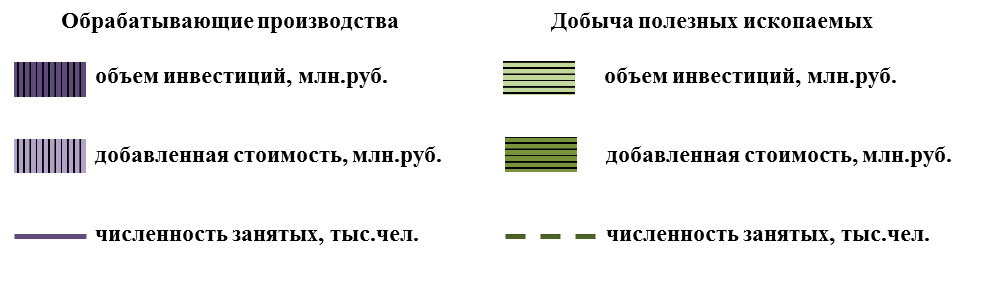 Обрабатывающие производства
объем инвестиций, млн.руб.
добавленная стоимость, млн.руб.
численность занятых, тыс.чел.
Добыча полезных ископаемых
объем инвестиций, млн.руб.
добавленная стоимость, млн.руб.
численность занятых, тыс.чел.